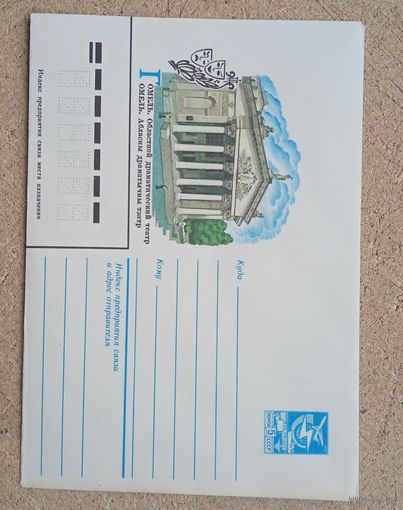 ГОМЕЛЬ. Областной драматический театр
ГОМЕЛЬ. Абласны драматычны тэатр
Куда
Кому
Индекс предприятия связи
и адрес отправителя
Индекс предприятия связи места назначения
ПОЧТА СССР
5